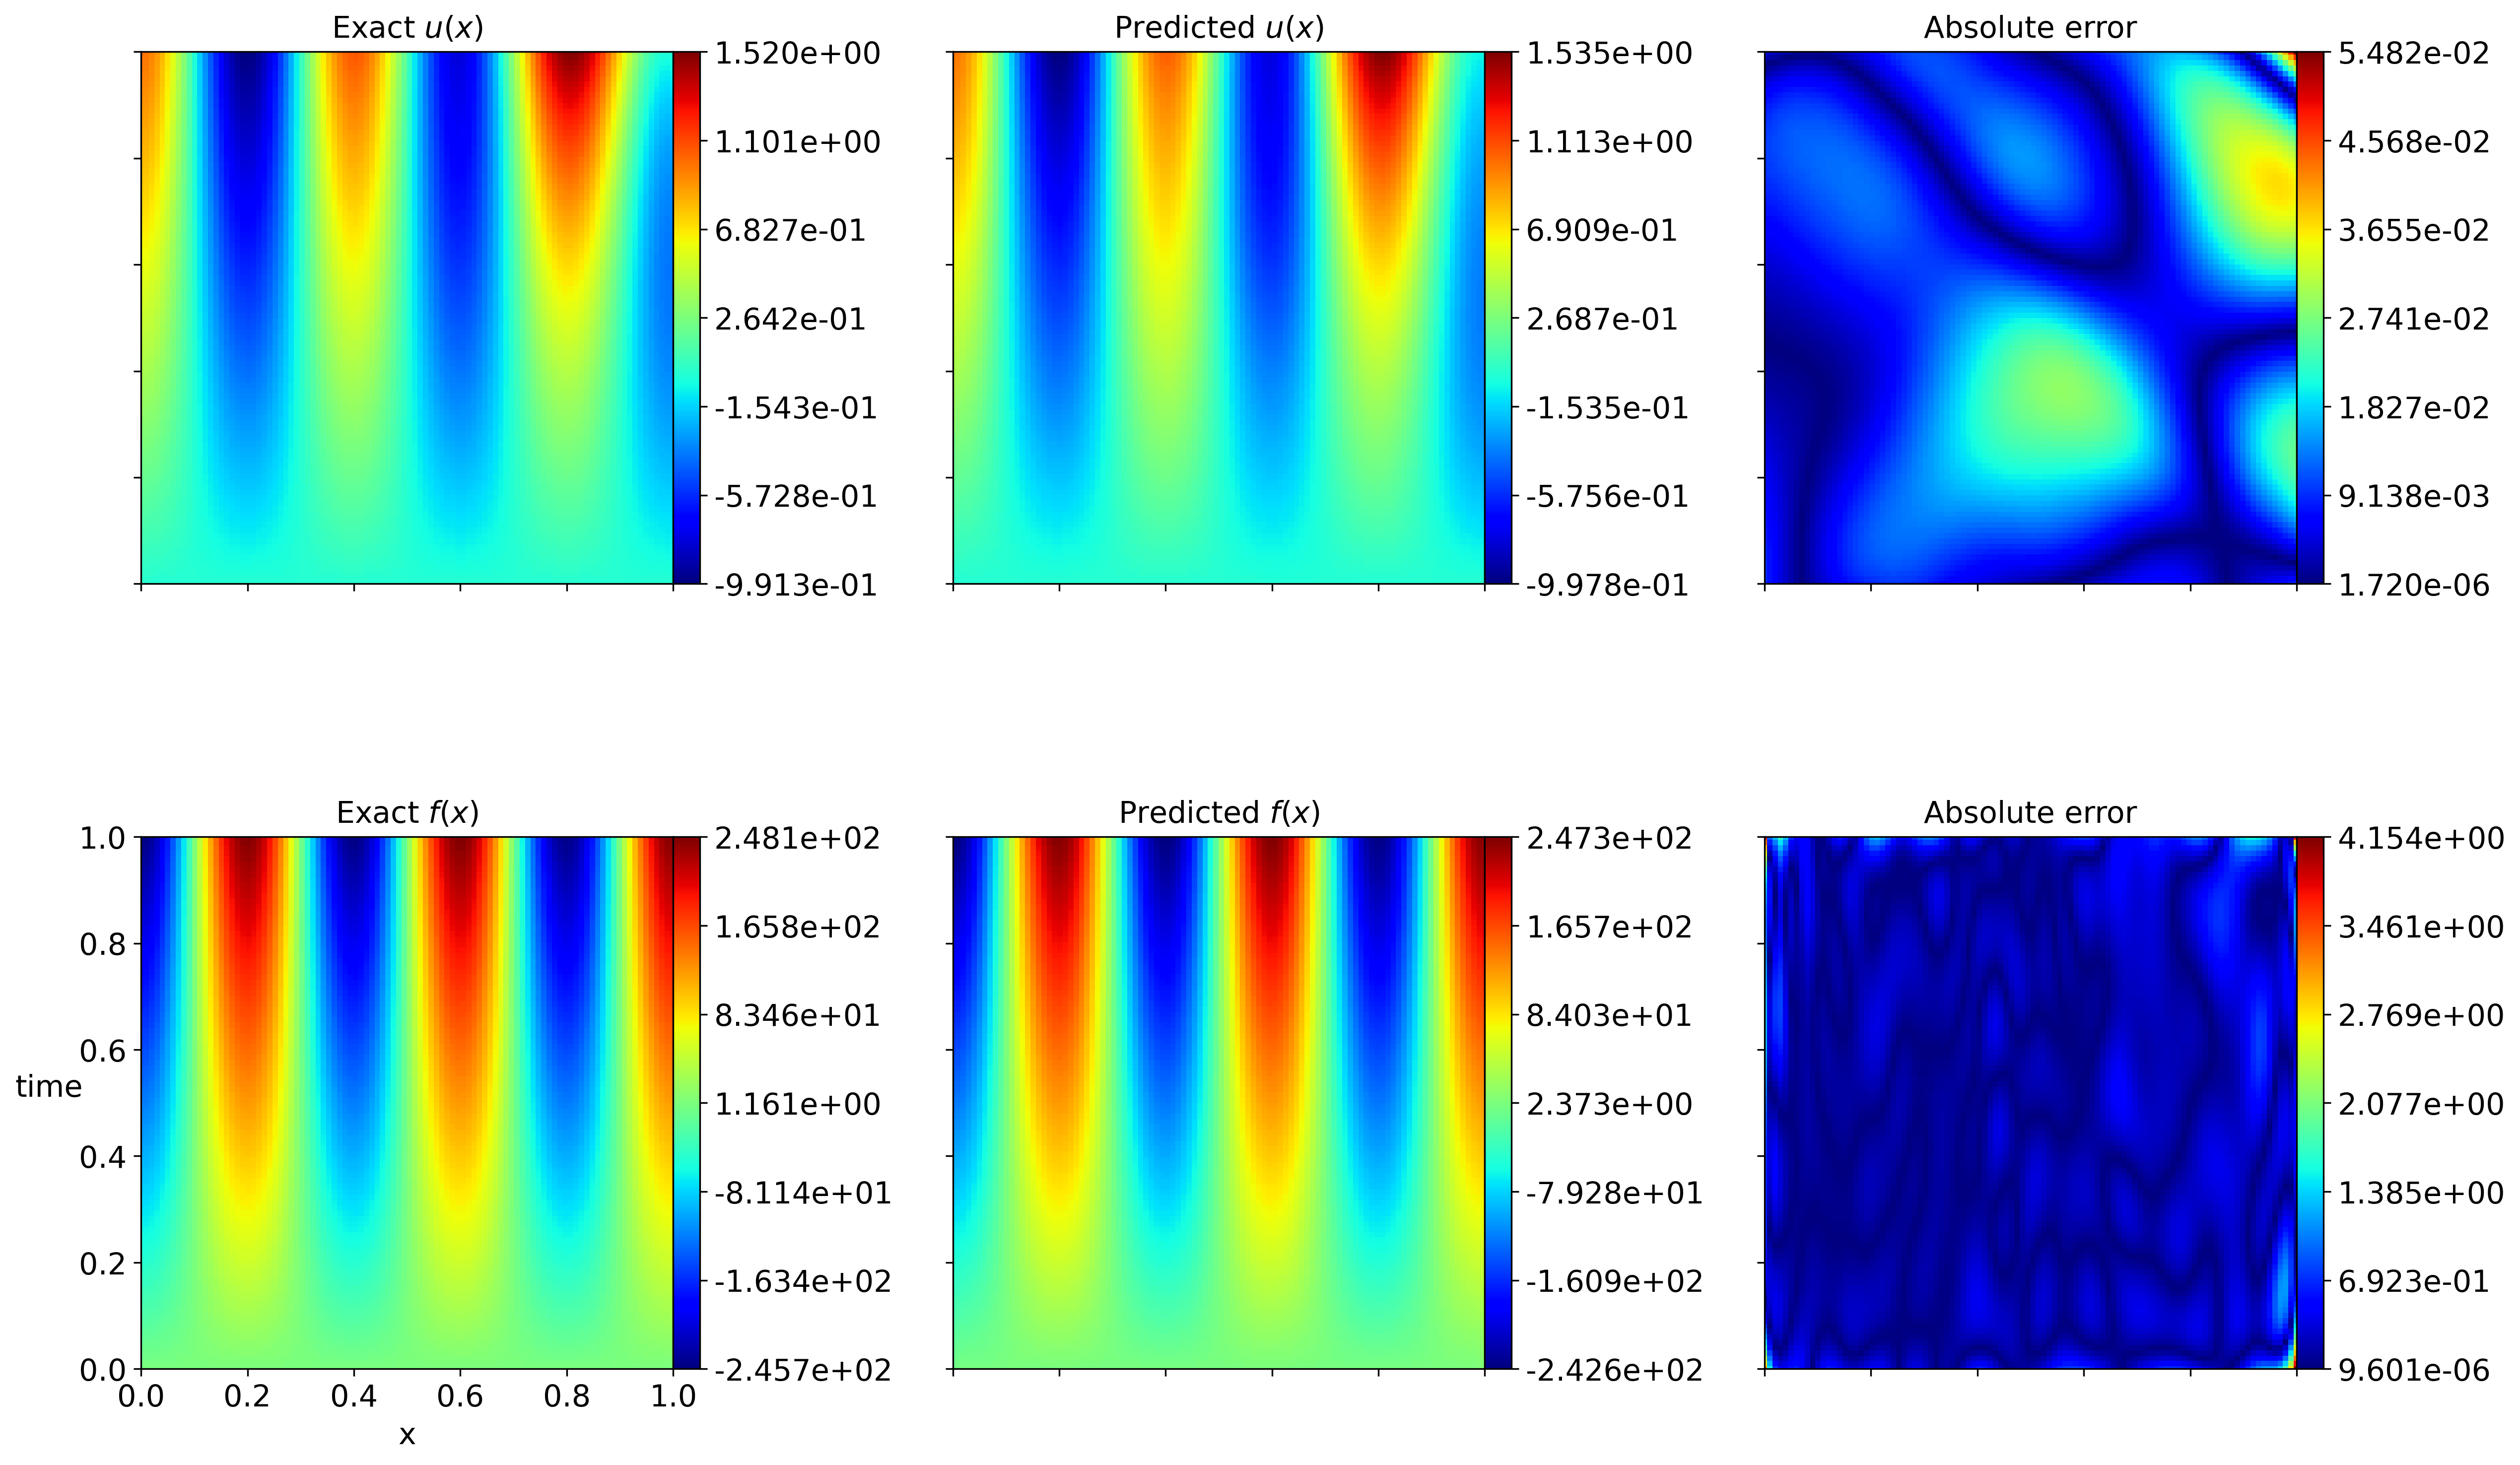 Exact u(x)
1.520e+00
1.101e+00
6.827e-01
2.642e-01
-1.543e-01
-5.728e-01
-9.913e-01
Predicted u(x)
1.535e+00
1.113e+00
6.909e-01
2.687e-01
-1.535e-01
-5.756e-01
-9.978e-01
Absolute error
5.482e-02
4.568e-02
3.655e-02
2.741e-02
1.827e-02
9.138e-03
1.720e-06
Exact f(x)
time
1.0
0.8
0.6
0.4
0.2
0.0
0.0 0.2 0.4 0.6 0.8 1.0
x
2.481e+02
1.658e+02
8.346e+01
1.161e+00
-8.114e+01
-1.634e+02
-2.457e+02
Predicted f(x)
2.473e+02
1.657e+02
8.403e+01
2.373e+00
-7.928e+01
-1.609e+02
-2.426e+02
Absolute error
4.154e+00
3.461e+00
2.769e+00
2.077e+00
1.385e+00
6.923e-01
9.601e-06